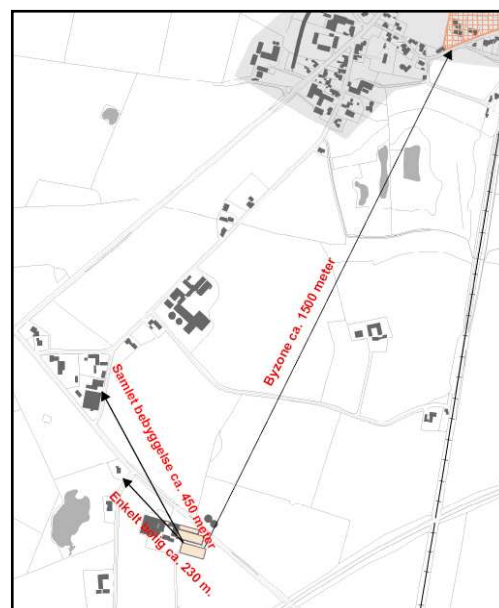 Byzone ca. 1500 meter
Samlet bebyggelse ca. 450 meter
Enkelt bolig ca. 230 m.